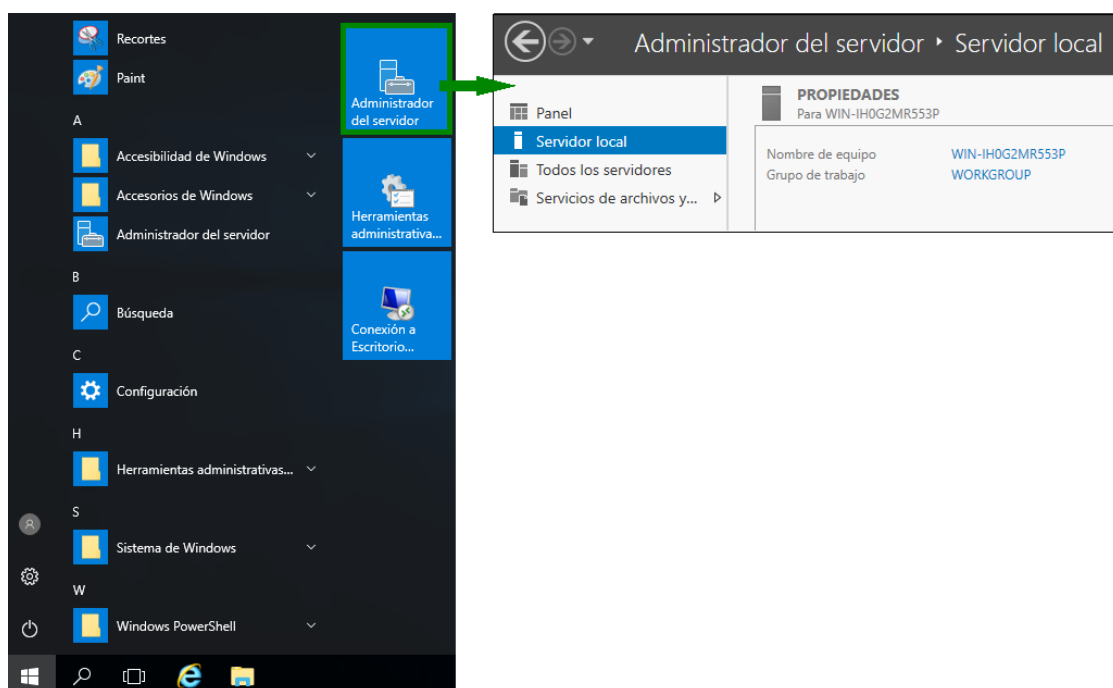 Recortes
Paint
A
Accesibilidad de Windows
Accesorios de Windows
Administrador del servidor
B
Búsqueda
C
Configuración
H
Herramientas administrativas...
S
Sistema de Windows
W
Windows PowerShell
Administrador
del servidor
Herramientas
administrativa...
Conexión a
Escritorio...
Administrador del servidor ‣ Servidor local
Panel
Servidor local
Todos los servidores
Servicios de archivos y...
PROPIEDADES
Para WIN-IH0G2MR553P
Nombre de equipo WIN-IH0G2MR553P
Grupo de trabajo WORKGROUP